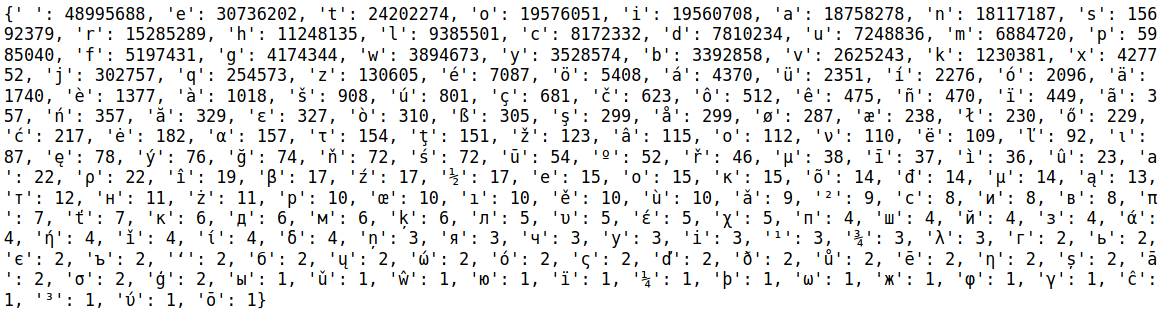 {' ': 48995688, 'e': 30736202, 't': 24202274, 'o': 19576051, 'i': 19560708, 'a': 18758278, 'n': 18117187, 's': 156
92379, 'r': 15285289, 'h': 11248135, 'l': 9385501, 'c': 8172332, 'd': 7810234, 'u': 7248836, 'm': 6884720, 'p': 59
85040, 'f': 5197431, 'g': 4174344, 'w': 3894673, 'y': 3528574, 'b': 3392858, 'v': 2625243, 'k': 1230381, 'x': 4277
52, 'j': 302757, 'q': 254573, 'z': 130605, 'é': 7087, 'ö': 5408, 'á': 4370, 'ü': 2351, 'í': 2276, 'ó': 2096, 'ä':
1740, 'è': 1377, 'à': 1018, 'š': 908, 'ú': 801, 'ç': 681, 'č': 623, 'ô': 512, 'ê': 475, 'ñ': 470, 'ï': 449, 'ã': 3
57, 'ń': 357, 'ă': 329, 'ε': 327, 'ò': 310, 'ß': 305, 'ş': 299, 'å': 299, 'ø': 287, 'æ': 238, 'ł': 230, 'ő': 229,
'ć': 217, 'ė': 182, 'α': 157, 'τ': 154, 'ţ': 151, 'ž': 123, 'â': 115, 'ο': 112, 'ν': 110, 'ë': 109, 'ľ': 92, 'ι':
87, 'ę': 78, 'ý': 76, 'ğ': 74, 'ň': 72, 'ś': 72, 'ū': 54, 'º': 52, 'ř': 46, 'µ': 38, 'ī': 37, 'ì': 36, 'û': 23, 'а
': 22, 'ρ': 22, 'î': 19, 'β': 17, 'ź': 17, '½': 17, 'е': 15, 'о': 15, 'κ': 15, 'õ': 14, 'đ': 14, 'μ': 14, 'ą': 13,
'т': 12, 'н': 11, 'ż': 11, 'р': 10, 'œ': 10, 'ı': 10, 'ě': 10, 'ù': 10, 'ǎ': 9, '²': 9, 'с': 8, 'и': 8, 'в': 8, 'π
': 7, 'ť': 7, 'к': 6, 'д': 6, 'м': 6, 'ķ': 6, 'л': 5, 'υ': 5, 'έ': 5, 'χ': 5, 'п': 4, 'ш': 4, 'й': 4, 'з': 4, 'ά':
4, 'ή': 4, 'ǐ': 4, 'ί': 4, 'δ': 4, 'ņ': 3, 'я': 3, 'ч': 3, 'у': 3, 'і': 3, '¹': 3, '¾': 3, 'λ': 3, 'г': 2, 'ь': 2,
'є': 2, 'ъ': 2, 'ʻ': 2, 'б': 2, 'ų': 2, 'ώ': 2, 'ό': 2, 'ς': 2, 'ď': 2, 'ð': 2, 'ů': 2, 'ē': 2, 'η': 2, 'ș': 2, 'ā
': 2, 'σ': 2, 'ģ': 2, 'ы': 1, 'ǔ': 1, 'ŵ': 1, 'ю': 1, 'ї': 1, '¼': 1, 'þ': 1, 'ω': 1, 'ж': 1, 'φ': 1, 'γ': 1, 'ĉ':
1, '³': 1, 'ύ': 1, 'ō': 1}